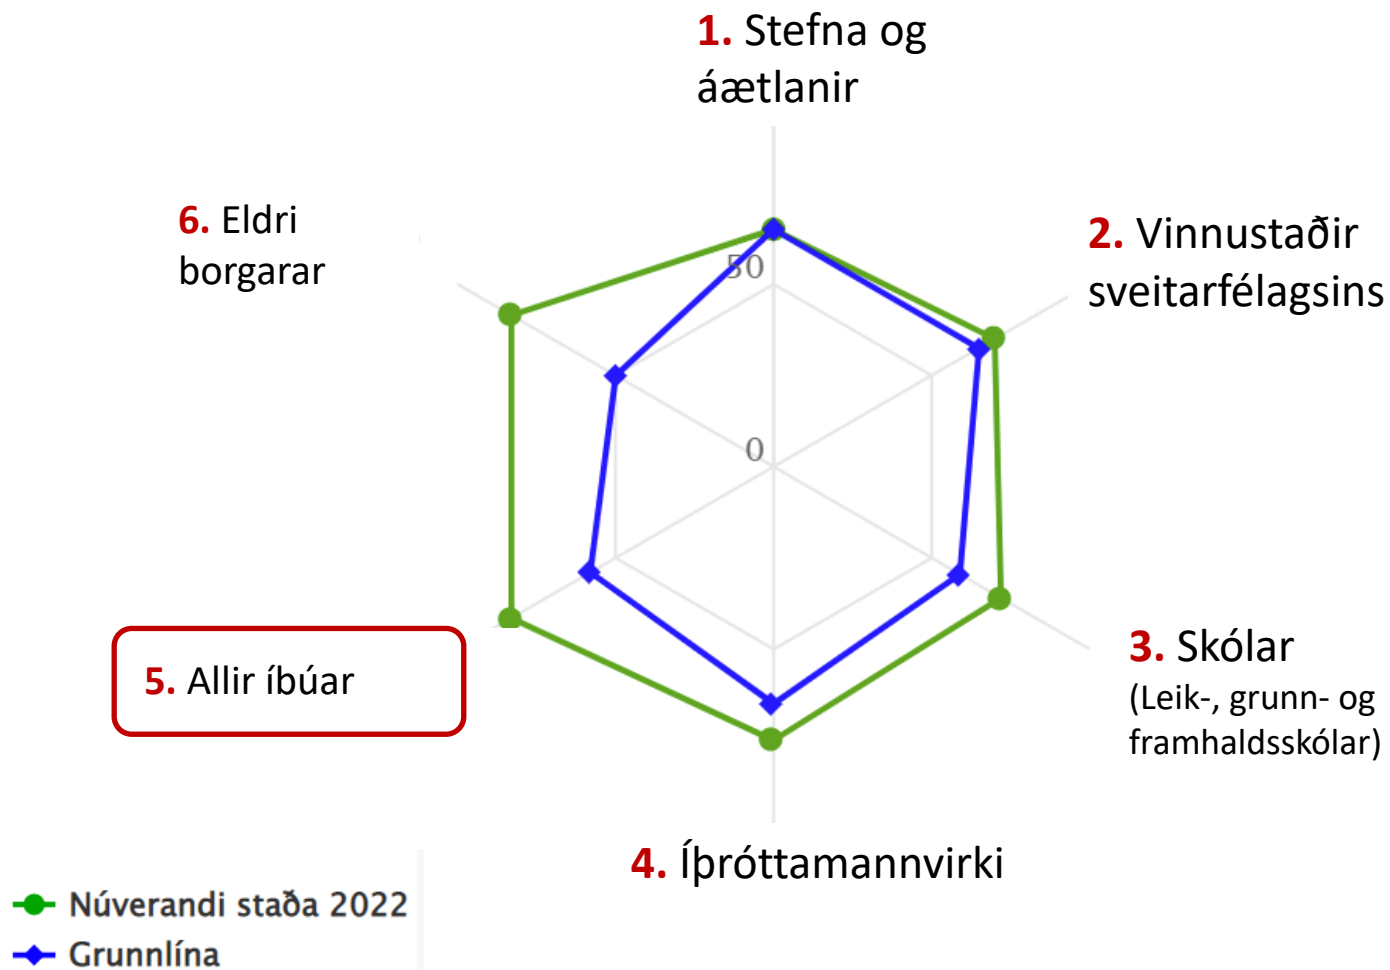 1. Stefna og
áætlanir
6. Eldri
borgarar
2. Vinnustaðir
sveitarfélagsins
50
0
3. Skólar
(Leik-, grunn- og
framhaldsskólar)
5. Allir íbúar
4. Íþróttamannvirki
Núverandi staða 2022
Grunnlína